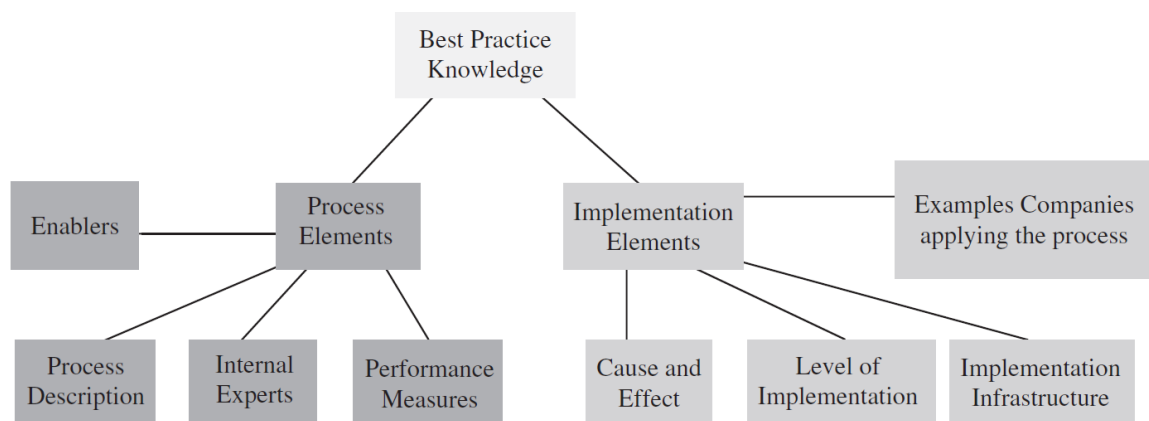 Best Practice
Knowledge
Enablers
Process
Elements
Implementation
Elements
Examples Companies
applying the process
Process
Description
Internal
Experts
Performance
Measures
Cause and
Effect
Level of
Implementation
Implementation
Infrastructure